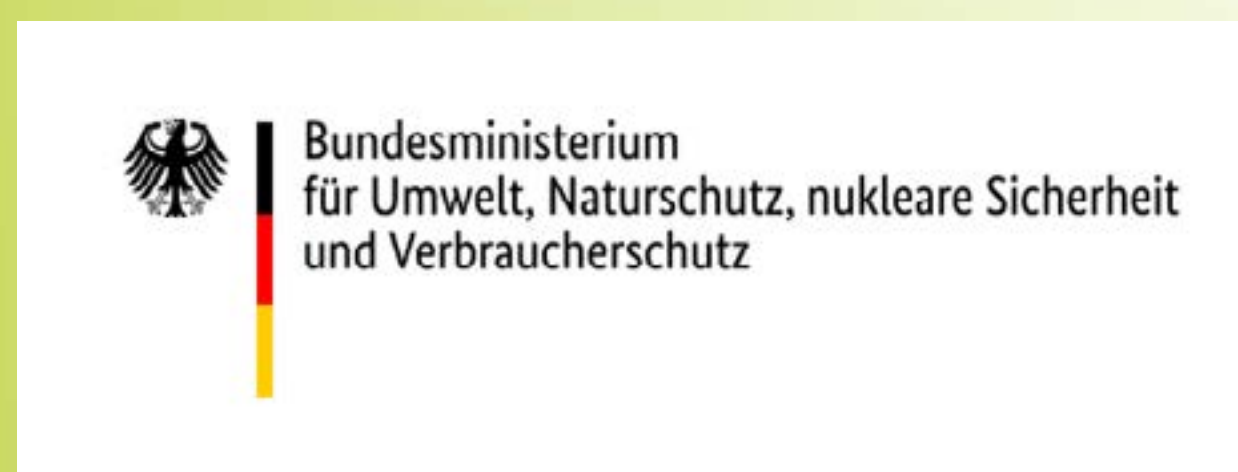 Bundesministerium
für Umwelt, Naturschutz, nukleare Sicherheit
und Verbraucherschutz